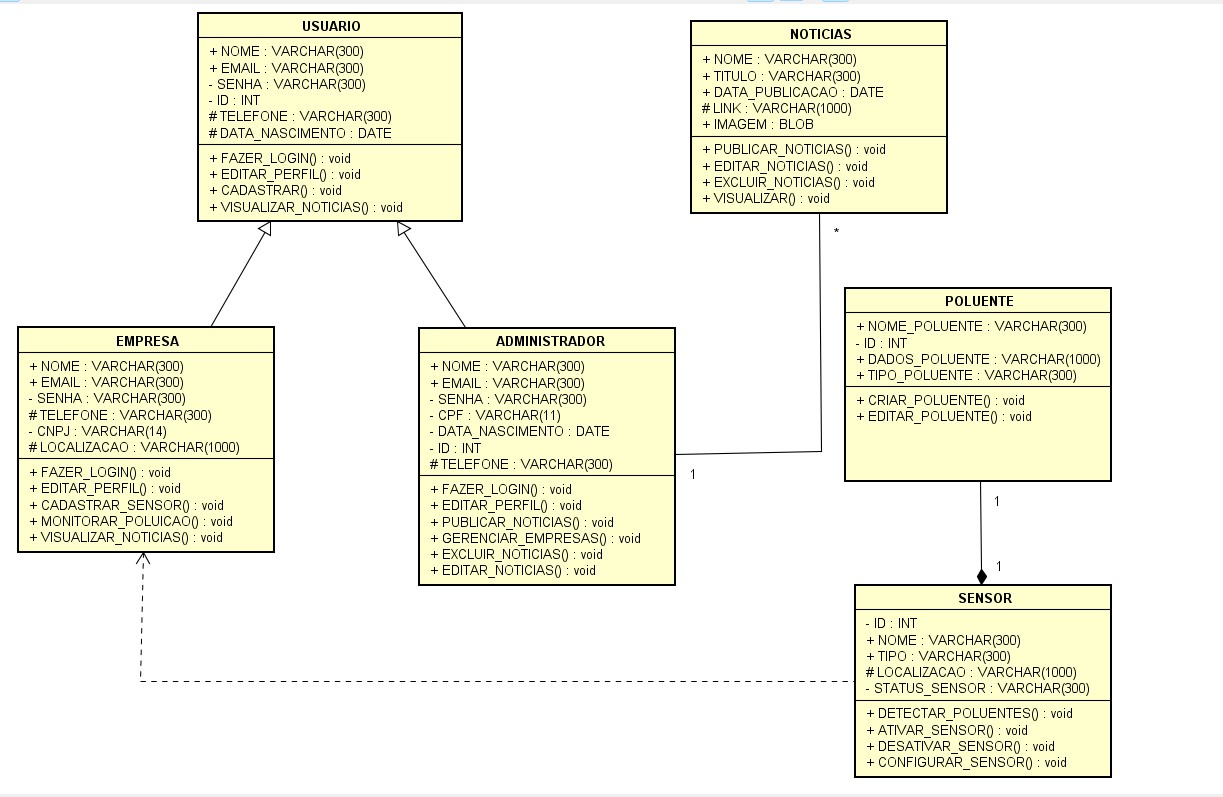 USUARIO
+ NOME : VARCHAR(300)
+ EMAIL : VARCHAR(300)
- SENHA : VARCHAR(300)
- ID : INT
# TELEFONE : VARCHAR(300)
# DATA_NASCIMENTO : DATE
+ FAZER_LOGIN() : void
+ EDITAR_PERFIL() : void
+ CADASTRAR() : void
+ VISUALIZAR_NOTICIAS() : void
NOTICIAS
+ NOME : VARCHAR(300)
+ TITULO : VARCHAR(300)
+ DATA_PUBLICACAO : DATE
# LINK : VARCHAR(1000)
+ IMAGEM : BLOB
+ PUBLICAR_NOTICIAS() : void
+ EDITAR_NOTICIAS() : void
+ EXCLUIR_NOTICIAS() : void
+ VISUALIZAR() : void
*
EMPRESA
+ NOME : VARCHAR(300)
+ EMAIL : VARCHAR(300)
- SENHA : VARCHAR(300)
# TELEFONE : VARCHAR(300)
- CNPJ : VARCHAR(14)
# LOCALIZACAO : VARCHAR(1000)
+ FAZER_LOGIN() : void
+ EDITAR_PERFIL() : void
+ CADASTRAR_SENSOR() : void
+ MONITORAR_POLUICAO() : void
+ VISUALIZAR_NOTICIAS() : void
ADMINISTRADOR
+ NOME : VARCHAR(300)
+ EMAIL : VARCHAR(300)
- SENHA : VARCHAR(300)
- CPF : VARCHAR(11)
- DATA_NASCIMENTO : DATE
- ID : INT
# TELEFONE : VARCHAR(300)
+ FAZER_LOGIN() : void
+ EDITAR_PERFIL() : void
+ PUBLICAR_NOTICIAS() : void
+ GERENCIAR_EMPRESAS() : void
+ EXCLUIR_NOTICIAS() : void
+ EDITAR_NOTICIAS() : void
1
POLUENTE
+ NOME_POLUENTE : VARCHAR(300)
- ID : INT
+ DADOS_POLUENTE : VARCHAR(1000)
+ TIPO_POLUENTE : VARCHAR(300)
+ CRIAR_POLUENTE() : void
+ EDITAR_POLUENTE() : void
1
1
SENSOR
- ID : INT
+ NOME : VARCHAR(300)
+ TIPO : VARCHAR(300)
# LOCALIZACAO : VARCHAR(1000)
- STATUS_SENSOR : VARCHAR(300)
+ DETECTAR_POLUENTES() : void
+ ATIVAR_SENSOR() : void
+ DESATIVAR_SENSOR() : void
+ CONFIGURAR_SENSOR() : void